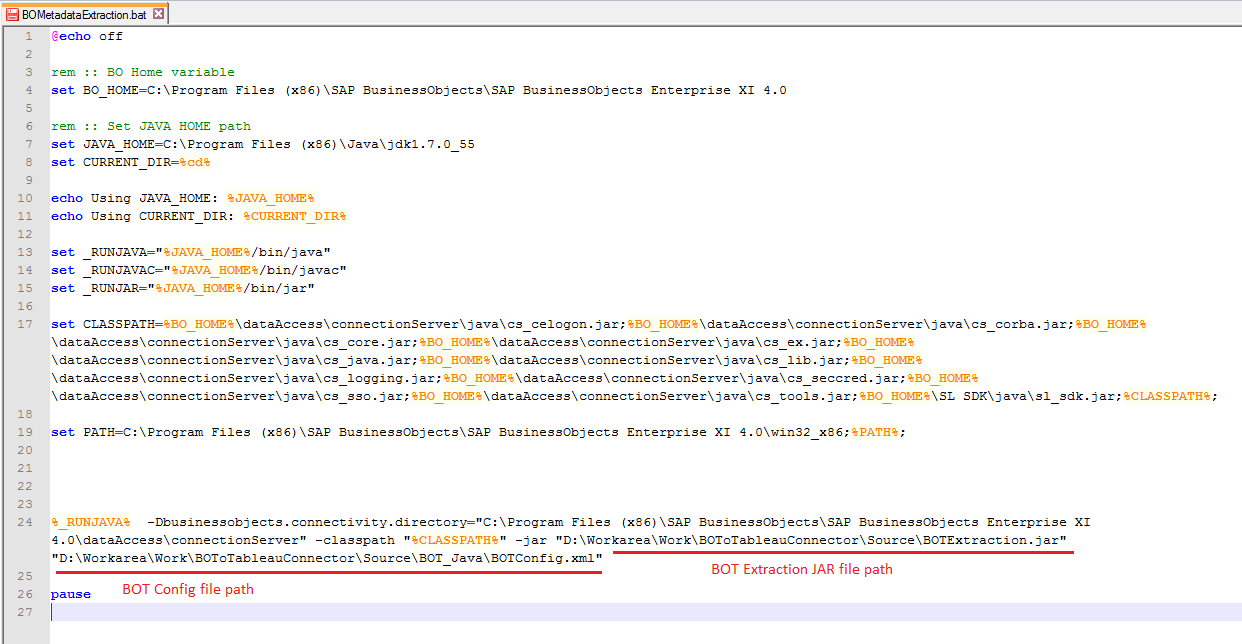 BOMetadataExtraction.bat
1 @echo off
2
3 rem :: BO Home variable
4 set BO_HOME=C:\Program Files (x86)\SAP BusinessObjects\SAP BusinessObjects Enterprise XI 4.0
5
6 rem :: Set JAVA HOME path
7 set JAVA_HOME=C:\Program Files (x86)\Java\jdk1.7.0_55
8 set CURRENT_DIR=%cd%
9
10 echo Using JAVA_HOME: %JAVA_HOME%
11 echo Using CURRENT_DIR: %CURRENT_DIR%
12
13 set _RUNJAVA="%JAVA_HOME%/bin/java"
14 set _RUNJAVAC="%JAVA_HOME%/bin/javac"
15 set _RUNJAR="%JAVA_HOME%/bin/jar"
16
17 set CLASSPATH=%BO_HOME%\dataAccess\connectionServer\java\cs_celogon.jar;%BO_HOME%\dataAccess\connectionServer\java\cs_corba.jar;%BO_HOME%
\dataAccess\connectionServer\java\cs_core.jar;%BO_HOME%\dataAccess\connectionServer\java\cs_ex.jar;%BO_HOME%
\dataAccess\connectionServer\java\cs_java.jar;%BO_HOME%\dataAccess\connectionServer\java\cs_lib.jar;%BO_HOME%
\dataAccess\connectionServer\java\cs_logging.jar;%BO_HOME%\dataAccess\connectionServer\java\cs_seccred.jar;%BO_HOME%
\dataAccess\connectionServer\java\cs_sso.jar;%BO_HOME%\dataAccess\connectionServer\java\cs_tools.jar;%BO_HOME%\SL SDK\java\sl_sdk.jar;%CLASSPATH%;
18
19 set PATH=C:\Program Files (x86)\SAP BusinessObjects\SAP BusinessObjects Enterprise XI 4.0\win32_x86;%PATH%;
20
21
22
23
24 %_RUNJAVA%  -Dbusinessobjects.connectivity.directory="C:\Program Files (x86)\SAP BusinessObjects\SAP BusinessObjects Enterprise XI
4.0\dataAccess\connectionServer" -classpath "%CLASSPATH%" -jar "D:\Workarea\Work\BOToTableauConnector\Source\BOTExtraction.jar"
"D:\Workarea\Work\BOToTableauConnector\Source\BOT_Java\BOTConfig.xml"
BOT Extraction JAR file path
25
BOT Config file path
26 pause
27